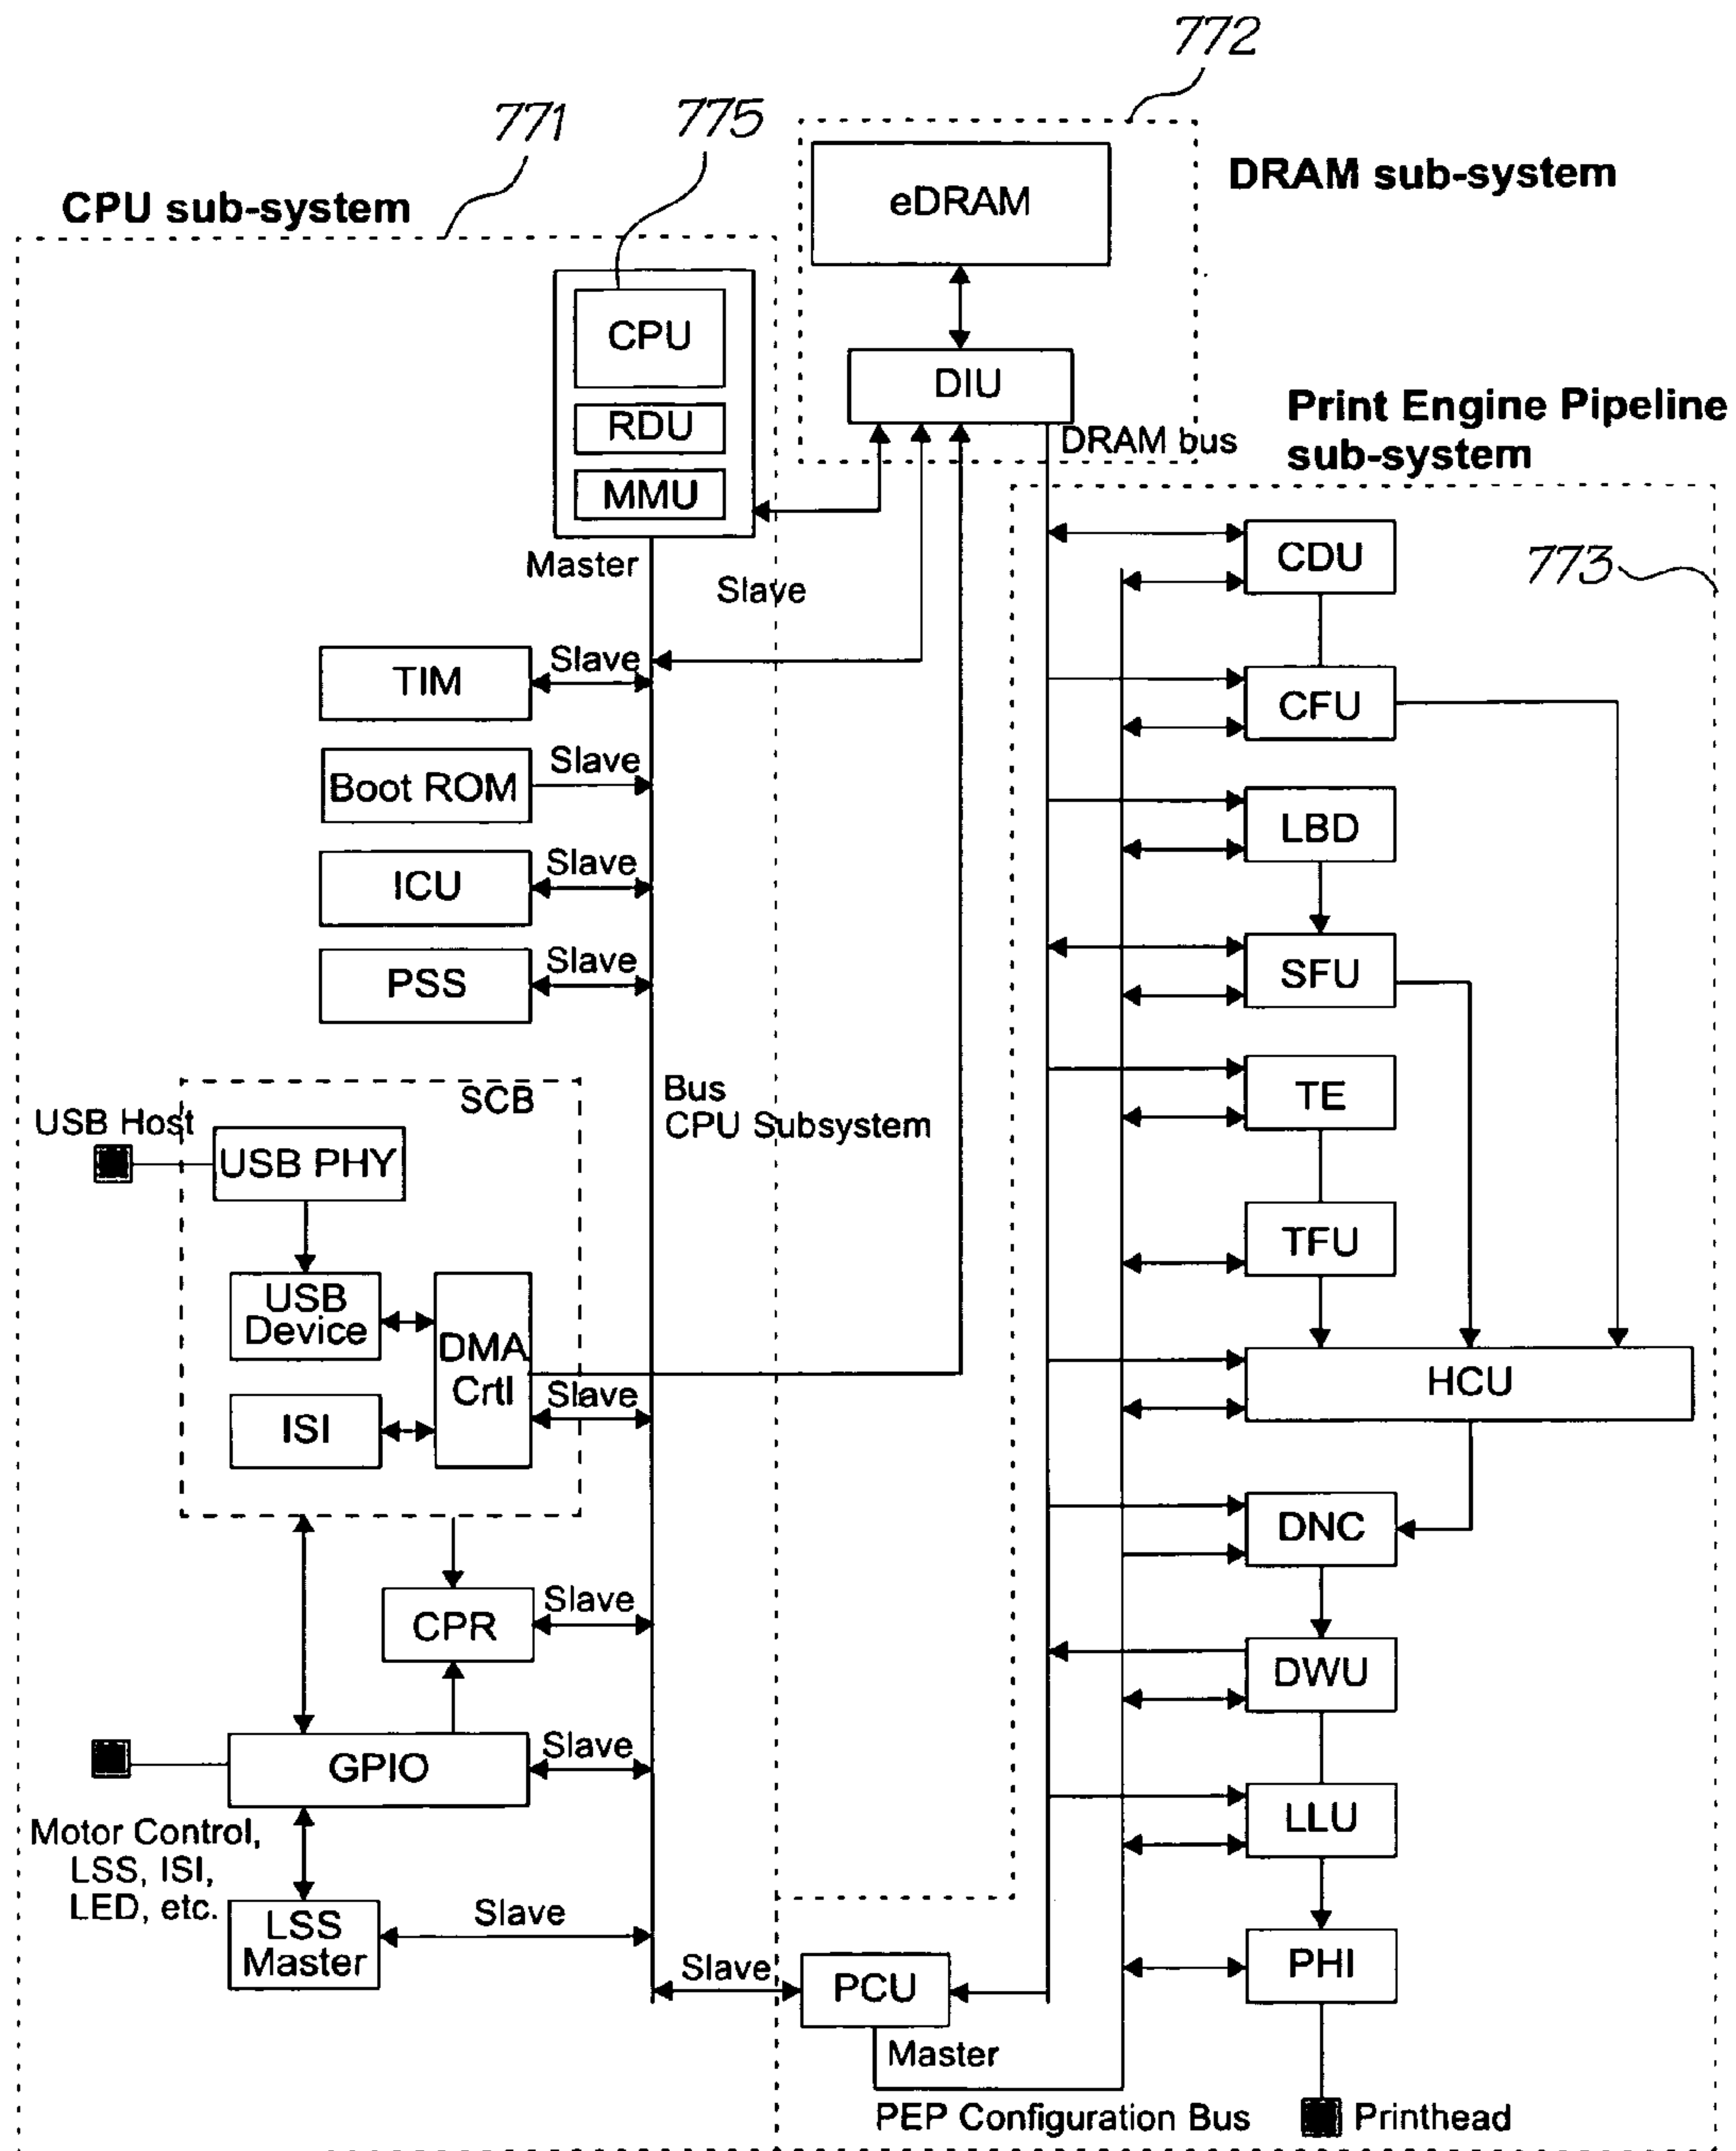 772
771
775
CPU sub-system
eDRAM
DRAM sub-system
CPU
DIU
RDU
DRAM bus
MMU
Print Engine Pipeline
sub-system
Master
Slave
CDU
773
TIM
Slave
CFU
Boot ROM
Slave
LBD
ICU
Slave
PSS
Slave
SFU
SCB
Bus
CPU Subsystem
TE
USB Host
USB PHY
TFU
USB
Device
DMA
Crtl
Slave
HCU
ISI
DNC
CPR
Slave
DWU
GPIO
Slave
Motor Control,
LSS, ISI,
LED, etc.
LLU
LSS
Master
Slave
Slave
PCU
PHI
Master
PEP Configuration Bus
Printhead